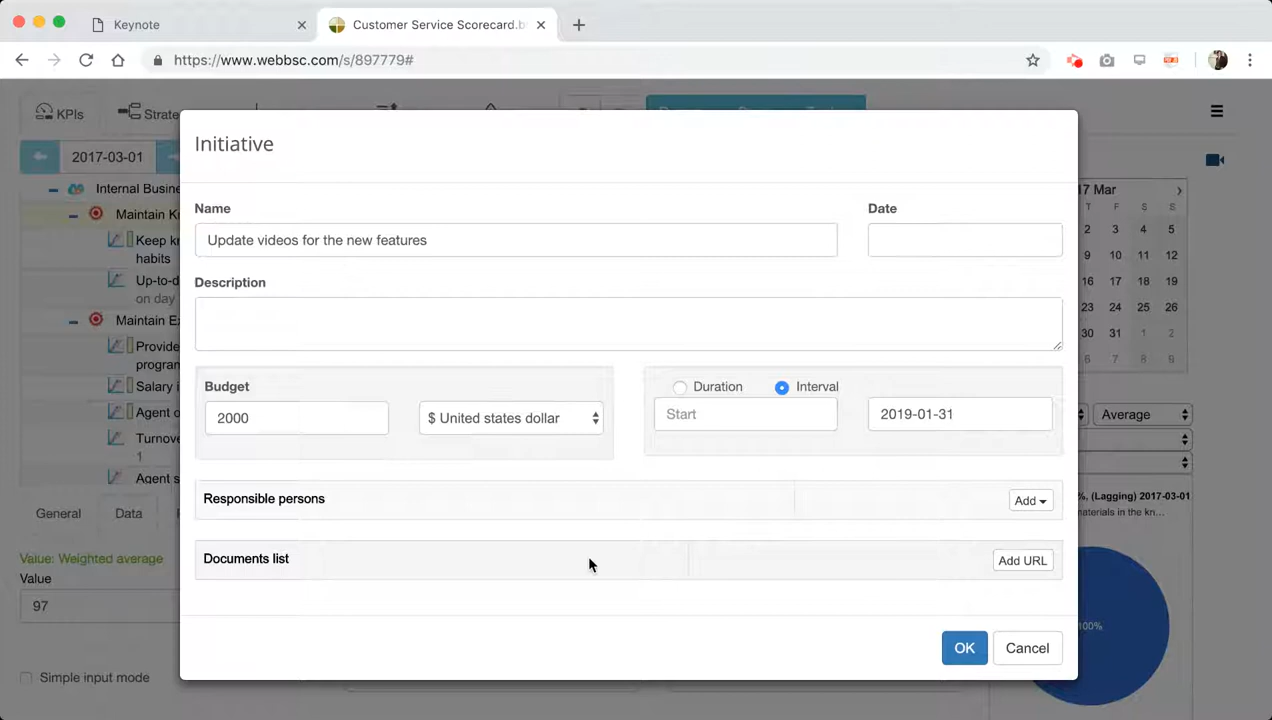 Keynote
Customer Service Scorecard.b
https://www.webbsc.com/s/897779#
KPIs
Strate
2017-03-01
Internal Busine
Maintain K
Keep k
habits
Up-to-d
on day
Maintain E
Provide
program
Salary i
Agent o
Turnove
1
Agent s
General
Data
Value: Weighted average
Value
97
Simple input mode
Initiative
Name
Date
Update videos for the new features
Description
Budget
Duration
Interval
2000
$ United states dollar
Start
2019-01-31
Responsible persons
Add
Documents list
Add URL
OK
Cancel
17 Mar
T F S S
2 3 4 5
9 10 11 12
16 17 18 19
23 24 25 26
30 31 1 2
6 7 8 9
Average
%, (Lagging) 2017-03-01
naterials in the kn...
100%